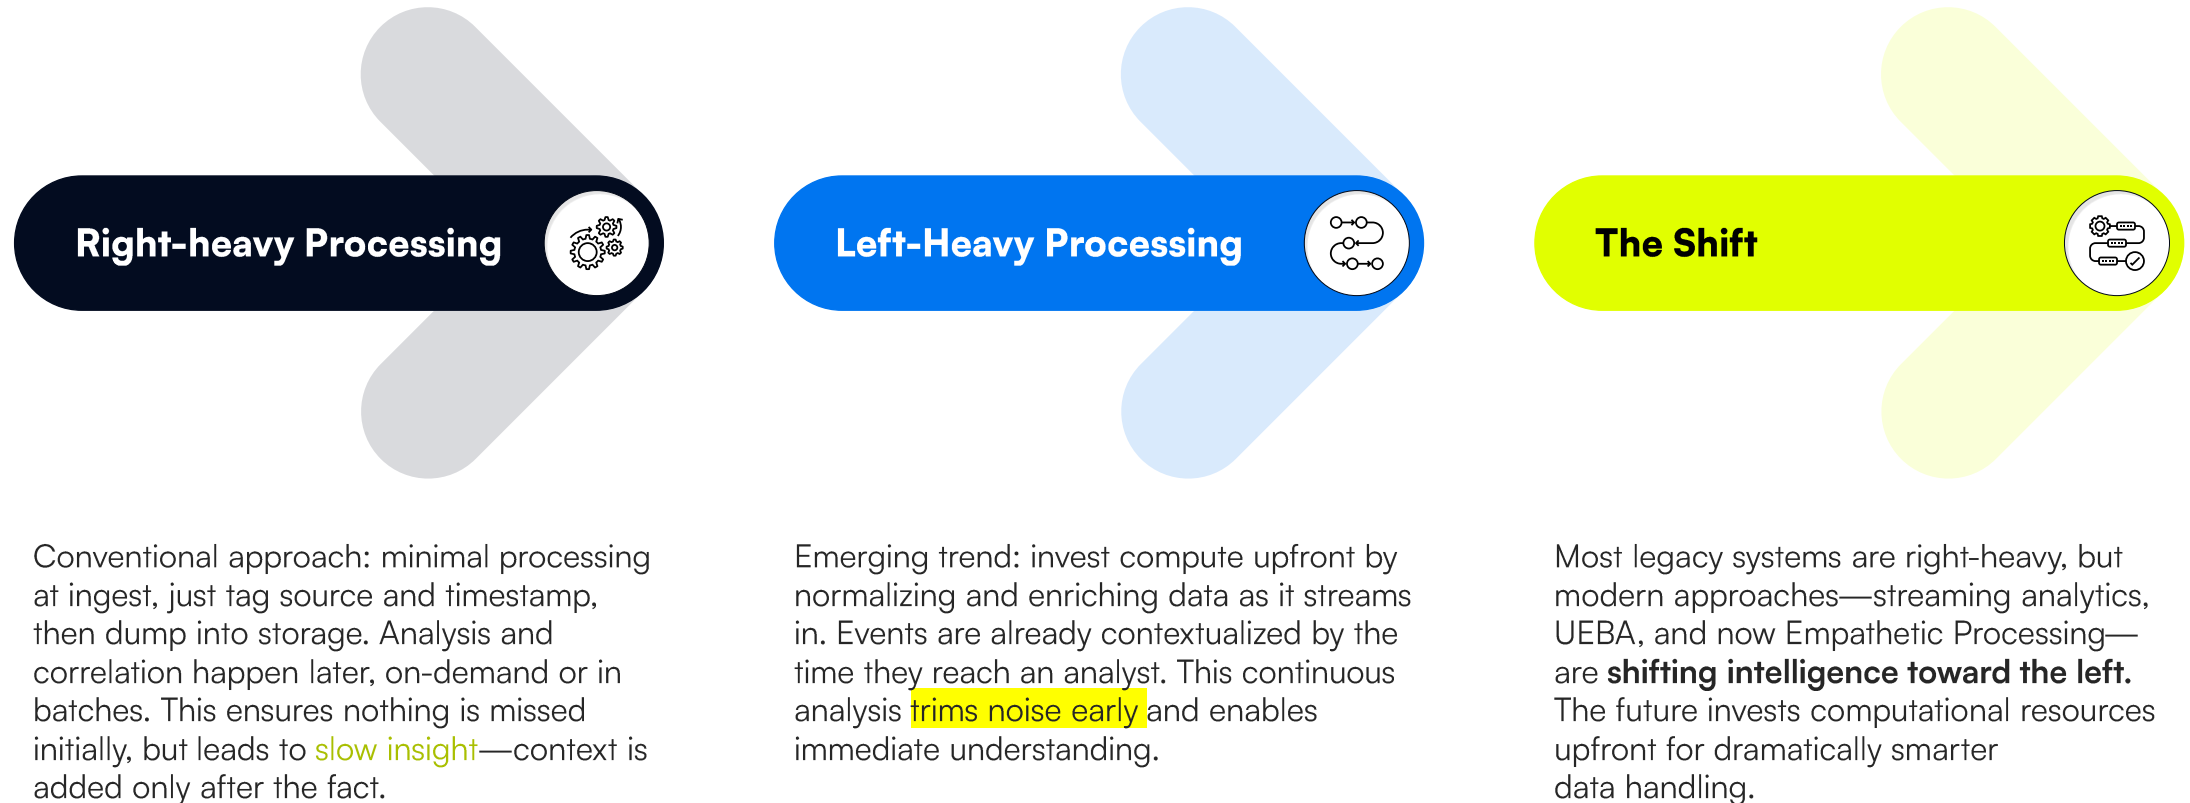 Right-heavy Processing
Conventional approach: minimal processing
at ingest, just tag source and timestamp,
then dump into storage. Analysis and
correlation happen later, on-demand or in
batches. This ensures nothing is missed
initially, but leads to slow insight—context is
added only after the fact.
Left-Heavy Processing
Emerging trend: invest compute upfront by
normalizing and enriching data as it streams
in. Events are already contextualized by the
time they reach an analyst. This continuous
analysis trims noise early and enables
immediate understanding.
The Shift
Most legacy systems are right-heavy, but
modern approaches—streaming analytics,
UEBA, and now Empathetic Processing—
are shifting intelligence toward the left.
The future invests computational resources
upfront for dramatically smarter
data handling.